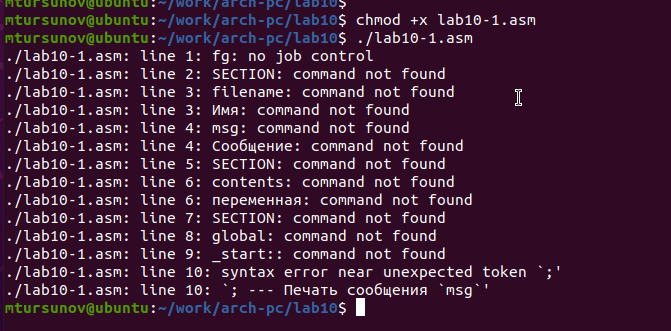 mtursunov@ubuntu:~/work/arch-pc/lab10$
mtursunov@ubuntu:~/work/arch-pc/lab10$ chmod +x lab10-1.asm
mtursunov@ubuntu:~/work/arch-pc/lab10$ ./lab10-1.asm
./lab10-1.asm: line 1: fg: no job control
./lab10-1.asm: line 2: SECTION: command not found
./lab10-1.asm: line 3: filename: command not found
./lab10-1.asm: line 3: Имя: command not found
./lab10-1.asm: line 4: msg: command not found
./lab10-1.asm: line 4: Сообщение: command not found
./lab10-1.asm: line 5: SECTION: command not found
./lab10-1.asm: line 6: contents: command not found
./lab10-1.asm: line 6: переменная: command not found
./lab10-1.asm: line 7: SECTION: command not found
./lab10-1.asm: line 8: global: command not found
./lab10-1.asm: line 9: _start:: command not found
./lab10-1.asm: line 10: syntax error near unexpected token `;'
./lab10-1.asm: line 10: `; --- Печать сообщения `msg`'
mtursunov@ubuntu:~/work/arch-pc/lab10$